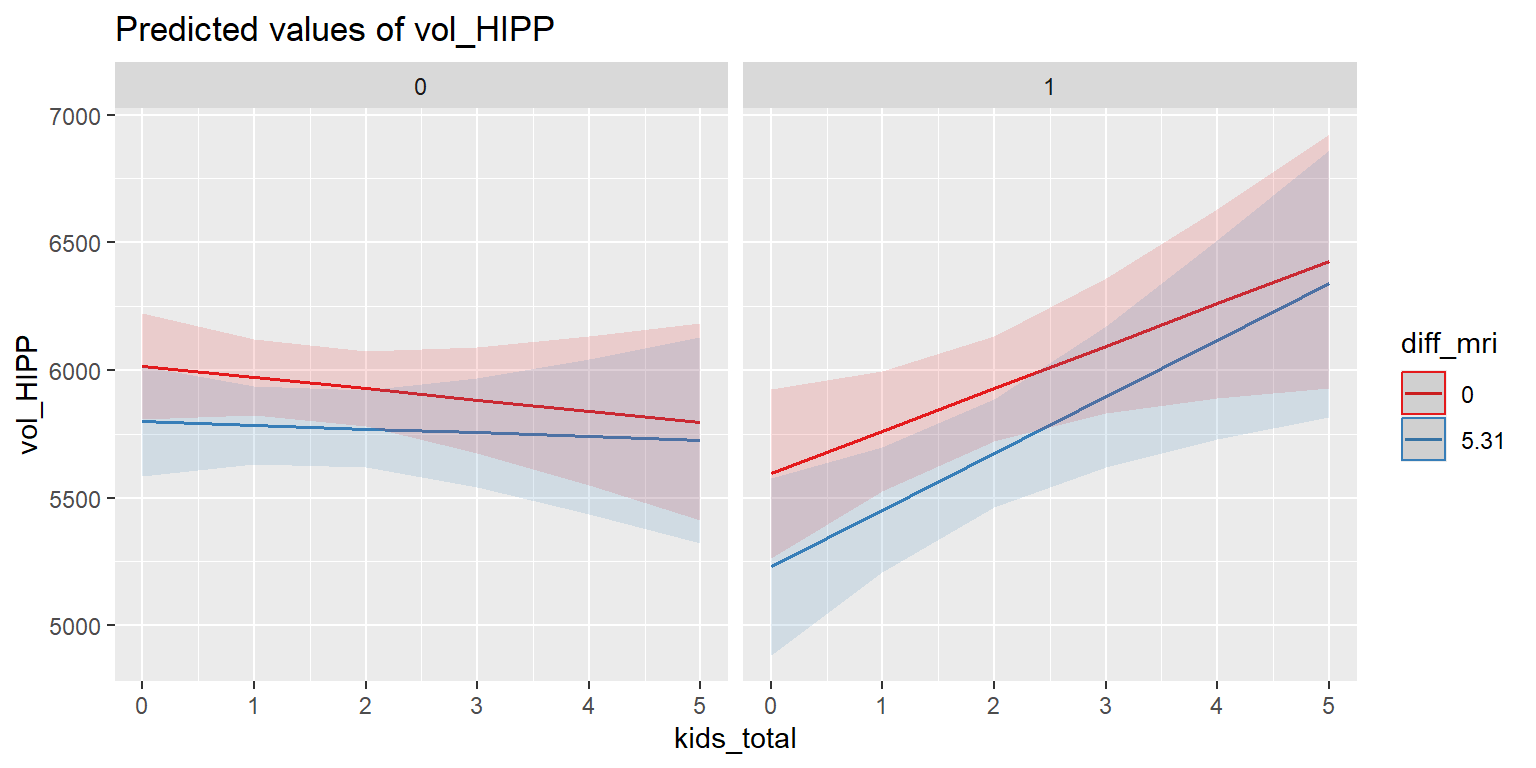 Predicted values of vol_HIPP
0 1
7000
6500
6000
5500
5000
vol_HIPP
0 1 2 3 4 5 0 1 2 3 4 5
kids_total
diff_mri
0
5.31